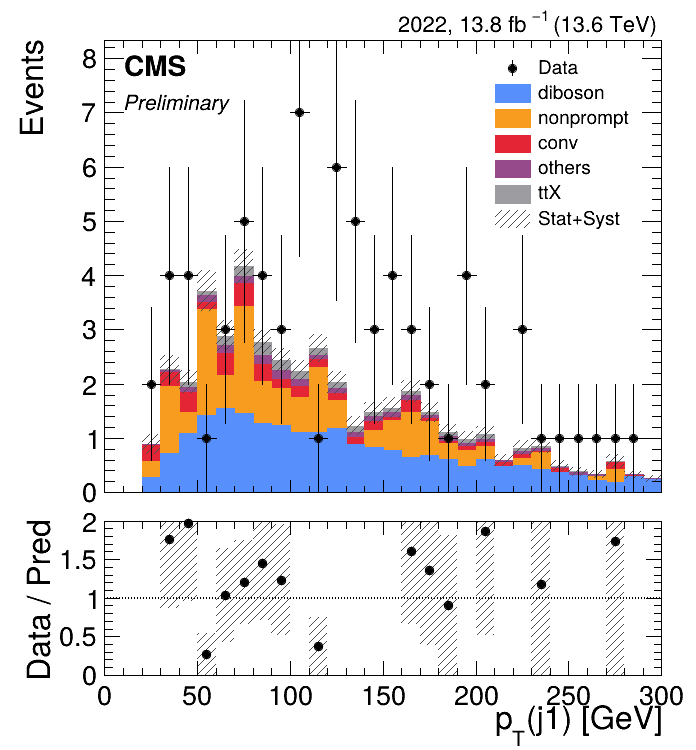 2022, 13.8 fb⁻¹ (13.6 TeV)
CMS
Preliminary
Events
8
7
6
5
4
3
2
1
0
Data
diboson
nonprompt
conv
others
ttX
Stat+Syst
Data / Pred
2
1.5
1
0.5
0
0 50 100 150 200 250 300
p_T(j1) [GeV]